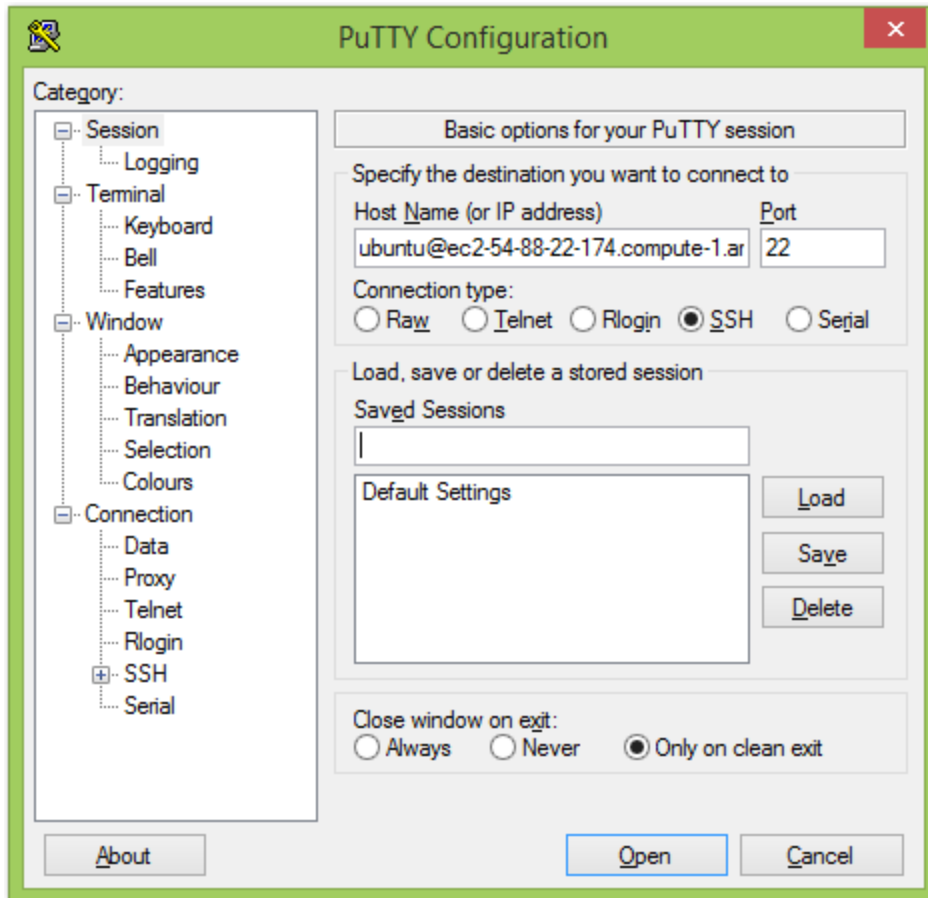 PuTTY Configuration
Category:
Session
Logging
Terminal
Keyboard
Bell
Features
Window
Appearance
Behaviour
Translation
Selection
Colours
Connection
Data
Proxy
Telnet
Rlogin
SSH
Serial
Basic options for your PuTTY session
Specify the destination you want to connect to
Host Name (or IP address) Port
ubuntu@ec2-54-88-22-174.compute-1.ar 22
Connection type:
Raw Telnet Rlogin SSH Serial
Load, save or delete a stored session
Saved Sessions
Default Settings
Load
Save
Delete
Close window on exit:
Always Never Only on clean exit
About Open Cancel